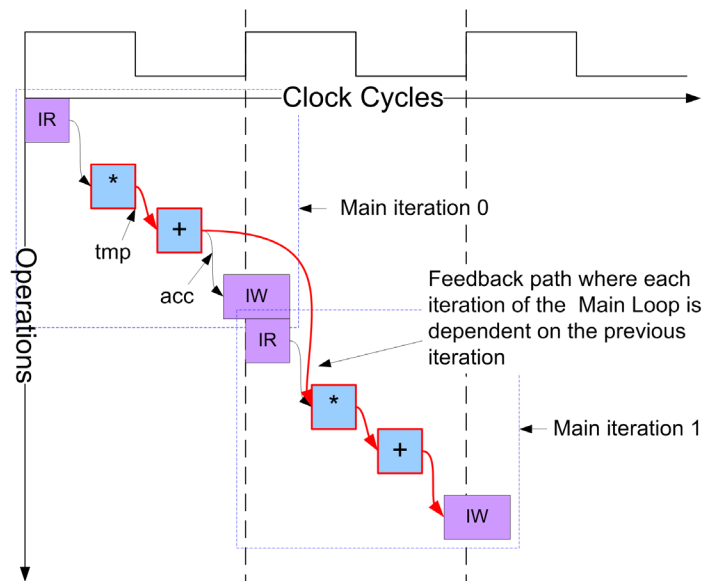 Clock Cycles
IR
*
Main iteration 0
+
tmp
Operations
acc
IW
Feedback path where each
iteration of the Main Loop is
dependent on the previous
iteration
IR
*
Main iteration 1
+
IW